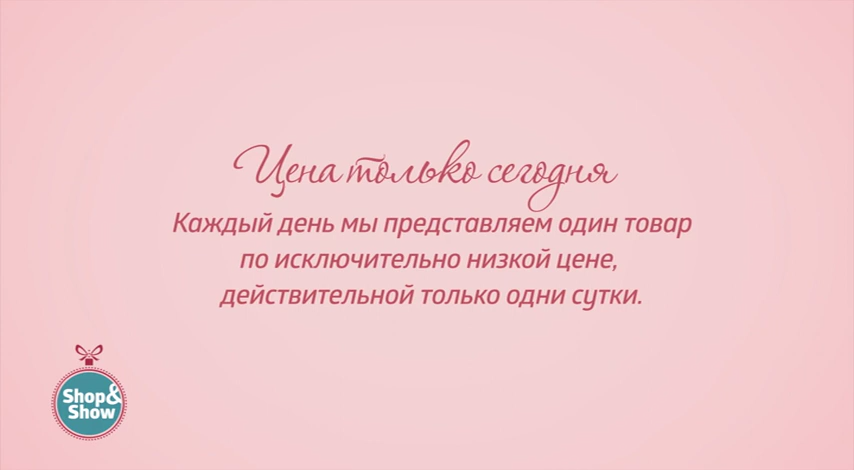 Цена только сегодня
Каждый день мы представляем один товар
по исключительно низкой цене,
действительной только одни сутки.
Shop&
Show